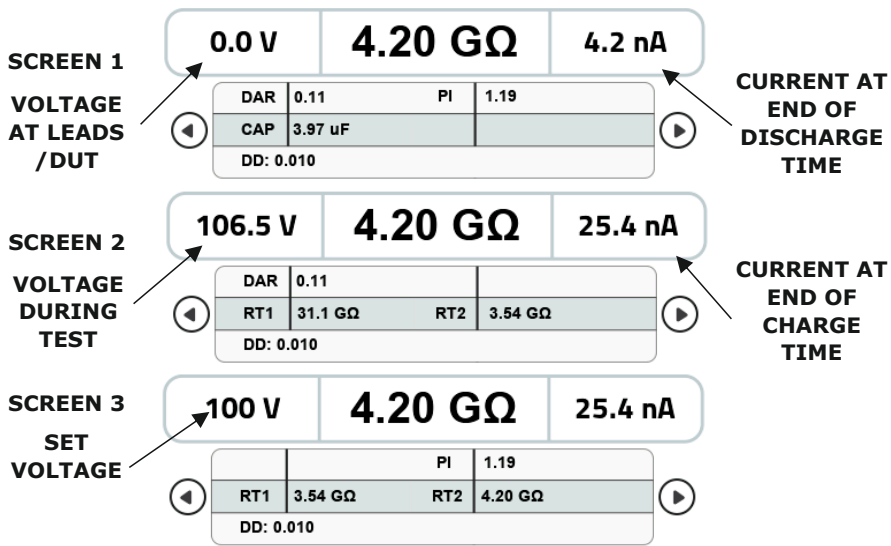 SCREEN 1
VOLTAGE
AT LEADS
/DUT
0.0 V 4.20 GΩ 4.2 nA
DAR 0.11 PI 1.19
CAP 3.97 uF
DD: 0.010
CURRENT AT
END OF
DISCHARGE
TIME
SCREEN 2
VOLTAGE
DURING
TEST
106.5 V 4.20 GΩ 25.4 nA
DAR 0.11
RT1 31.1 GΩ RT2 3.54 GΩ
DD: 0.010
CURRENT AT
END OF
CHARGE
TIME
SCREEN 3
SET
VOLTAGE
100 V 4.20 GΩ 25.4 nA
PI 1.19
RT1 3.54 GΩ RT2 4.20 GΩ
DD: 0.010